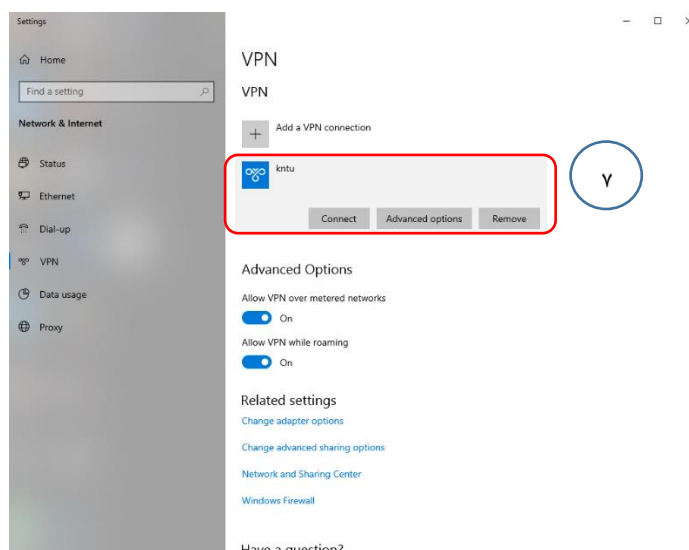 Settings
Home
Find a setting
Network & Internet
Status
Ethernet
Dial-up
VPN
Data usage
Proxy
VPN
VPN
Add a VPN connection
kntu
Connect Advanced options Remove
۷
Advanced Options
Allow VPN over metered networks
On
Allow VPN while roaming
On
Related settings
Change adapter options
Change advanced sharing options
Network and Sharing Center
Windows Firewall
Have a question?